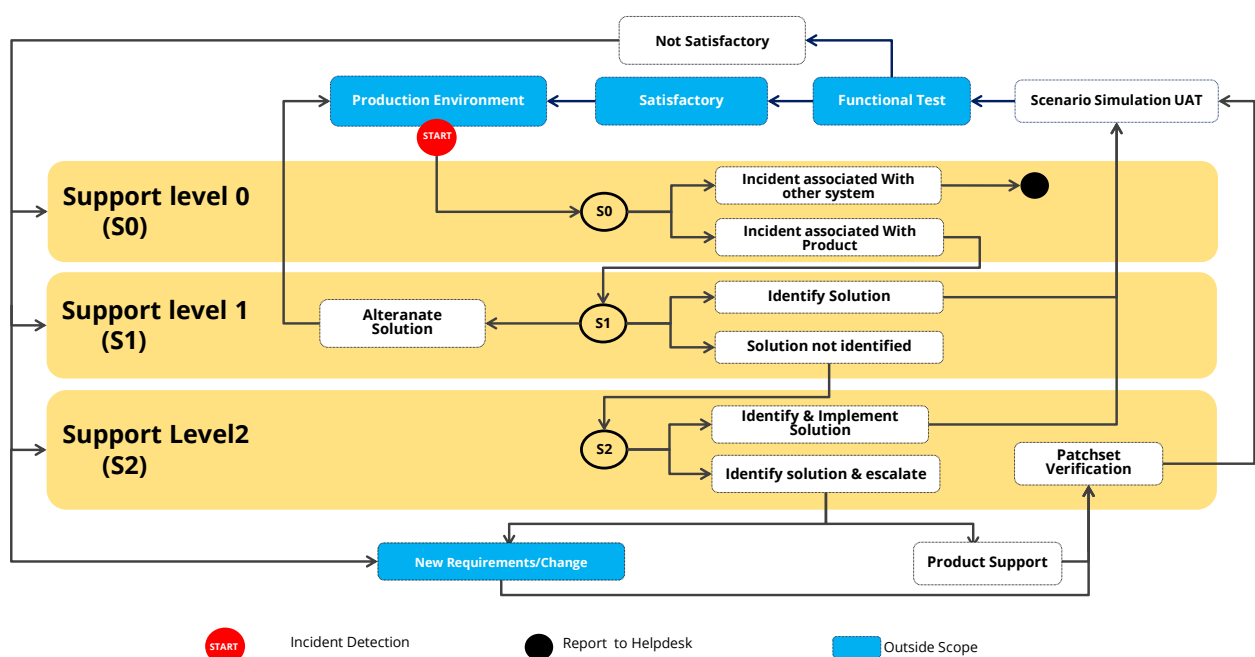 Not Satisfactory
Production Environment
Satisfactory
Functional Test
Scenario Simulation UAT
START
Support level 0
(S0)
S0
Incident associated With
other system
Incident associated With
Product
Support level 1
(S1)
Alteranate
Solution
S1
Identify Solution
Solution not identified
Support Level2
(S2)
S2
Identify & Implement
Solution
Identify solution & escalate
Patchset
Verification
New Requirements/Change
Product Support
START
Incident Detection
Report to Helpdesk
Outside Scope